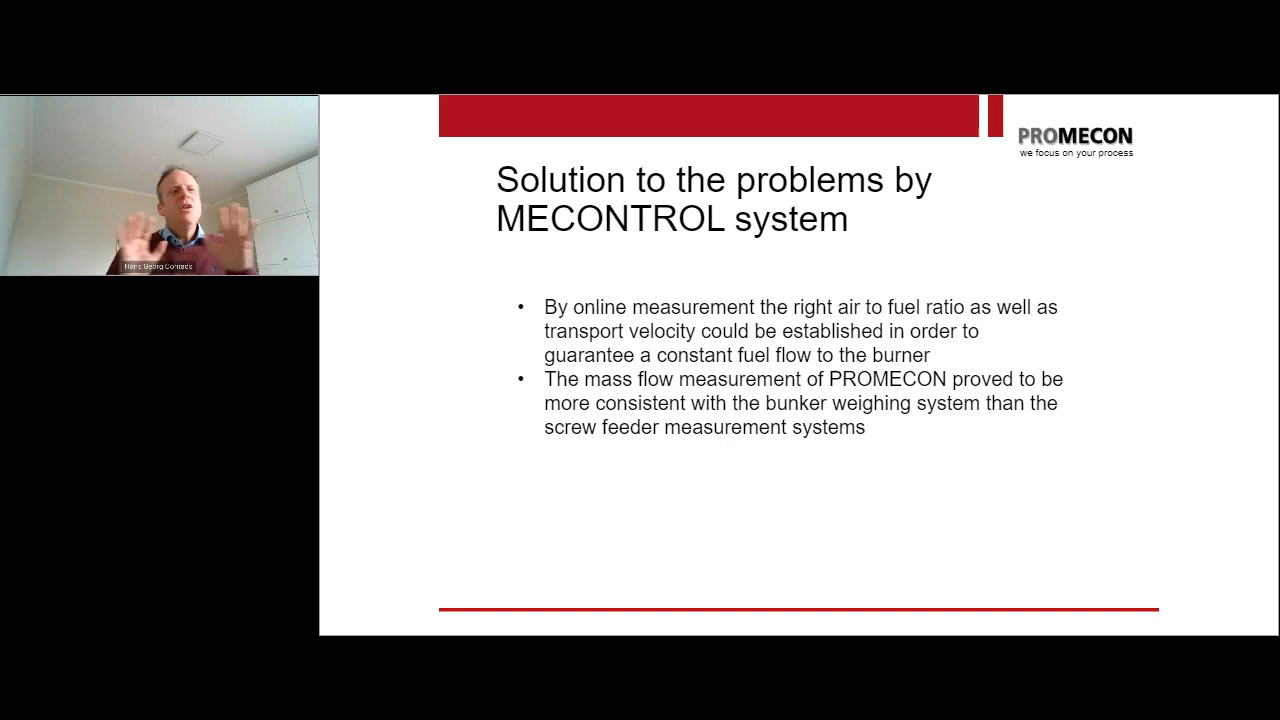 PROMECON
we focus on your process
Solution to the problems by
MECONTROL system
• By online measurement the right air to fuel ratio as well as
transport velocity could be established in order to
guarantee a constant fuel flow to the burner
• The mass flow measurement of PROMECON proved to be
more consistent with the bunker weighing system than the
screw feeder measurement systems
Hans Georg Conrads